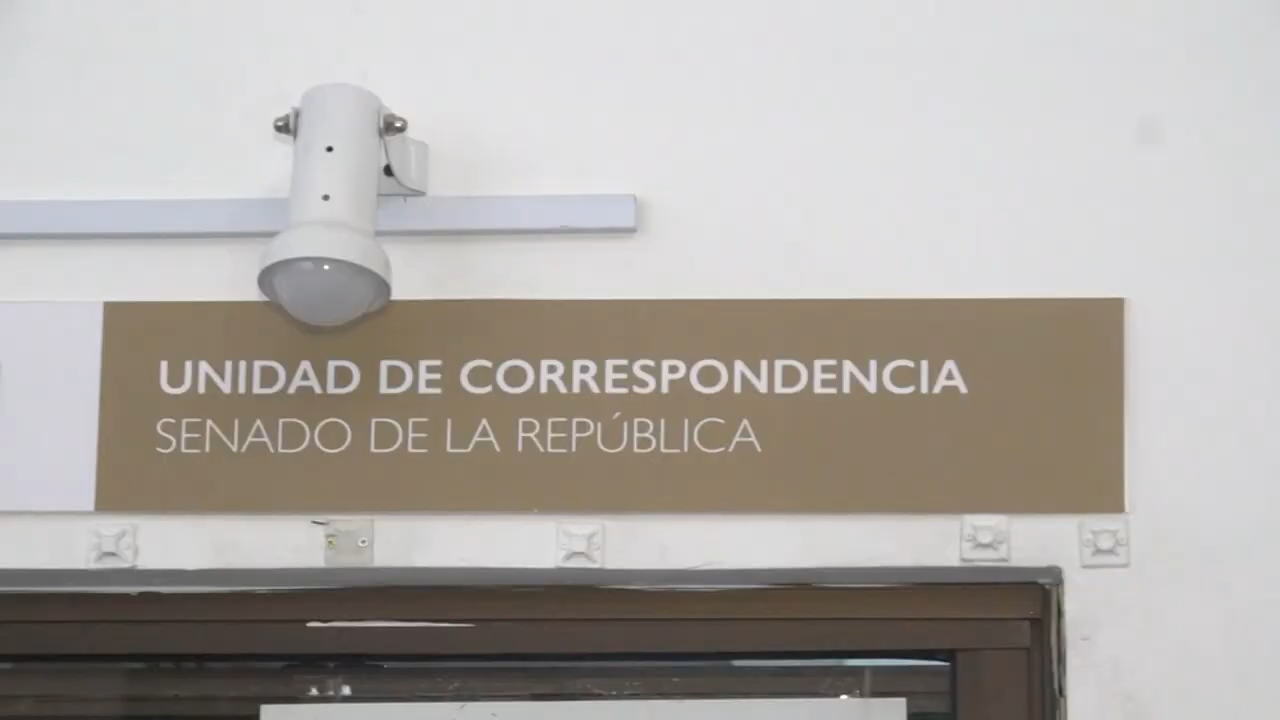 UNIDAD DE CORRESPONDENCIA
SENADO DE LA REPÚBLICA